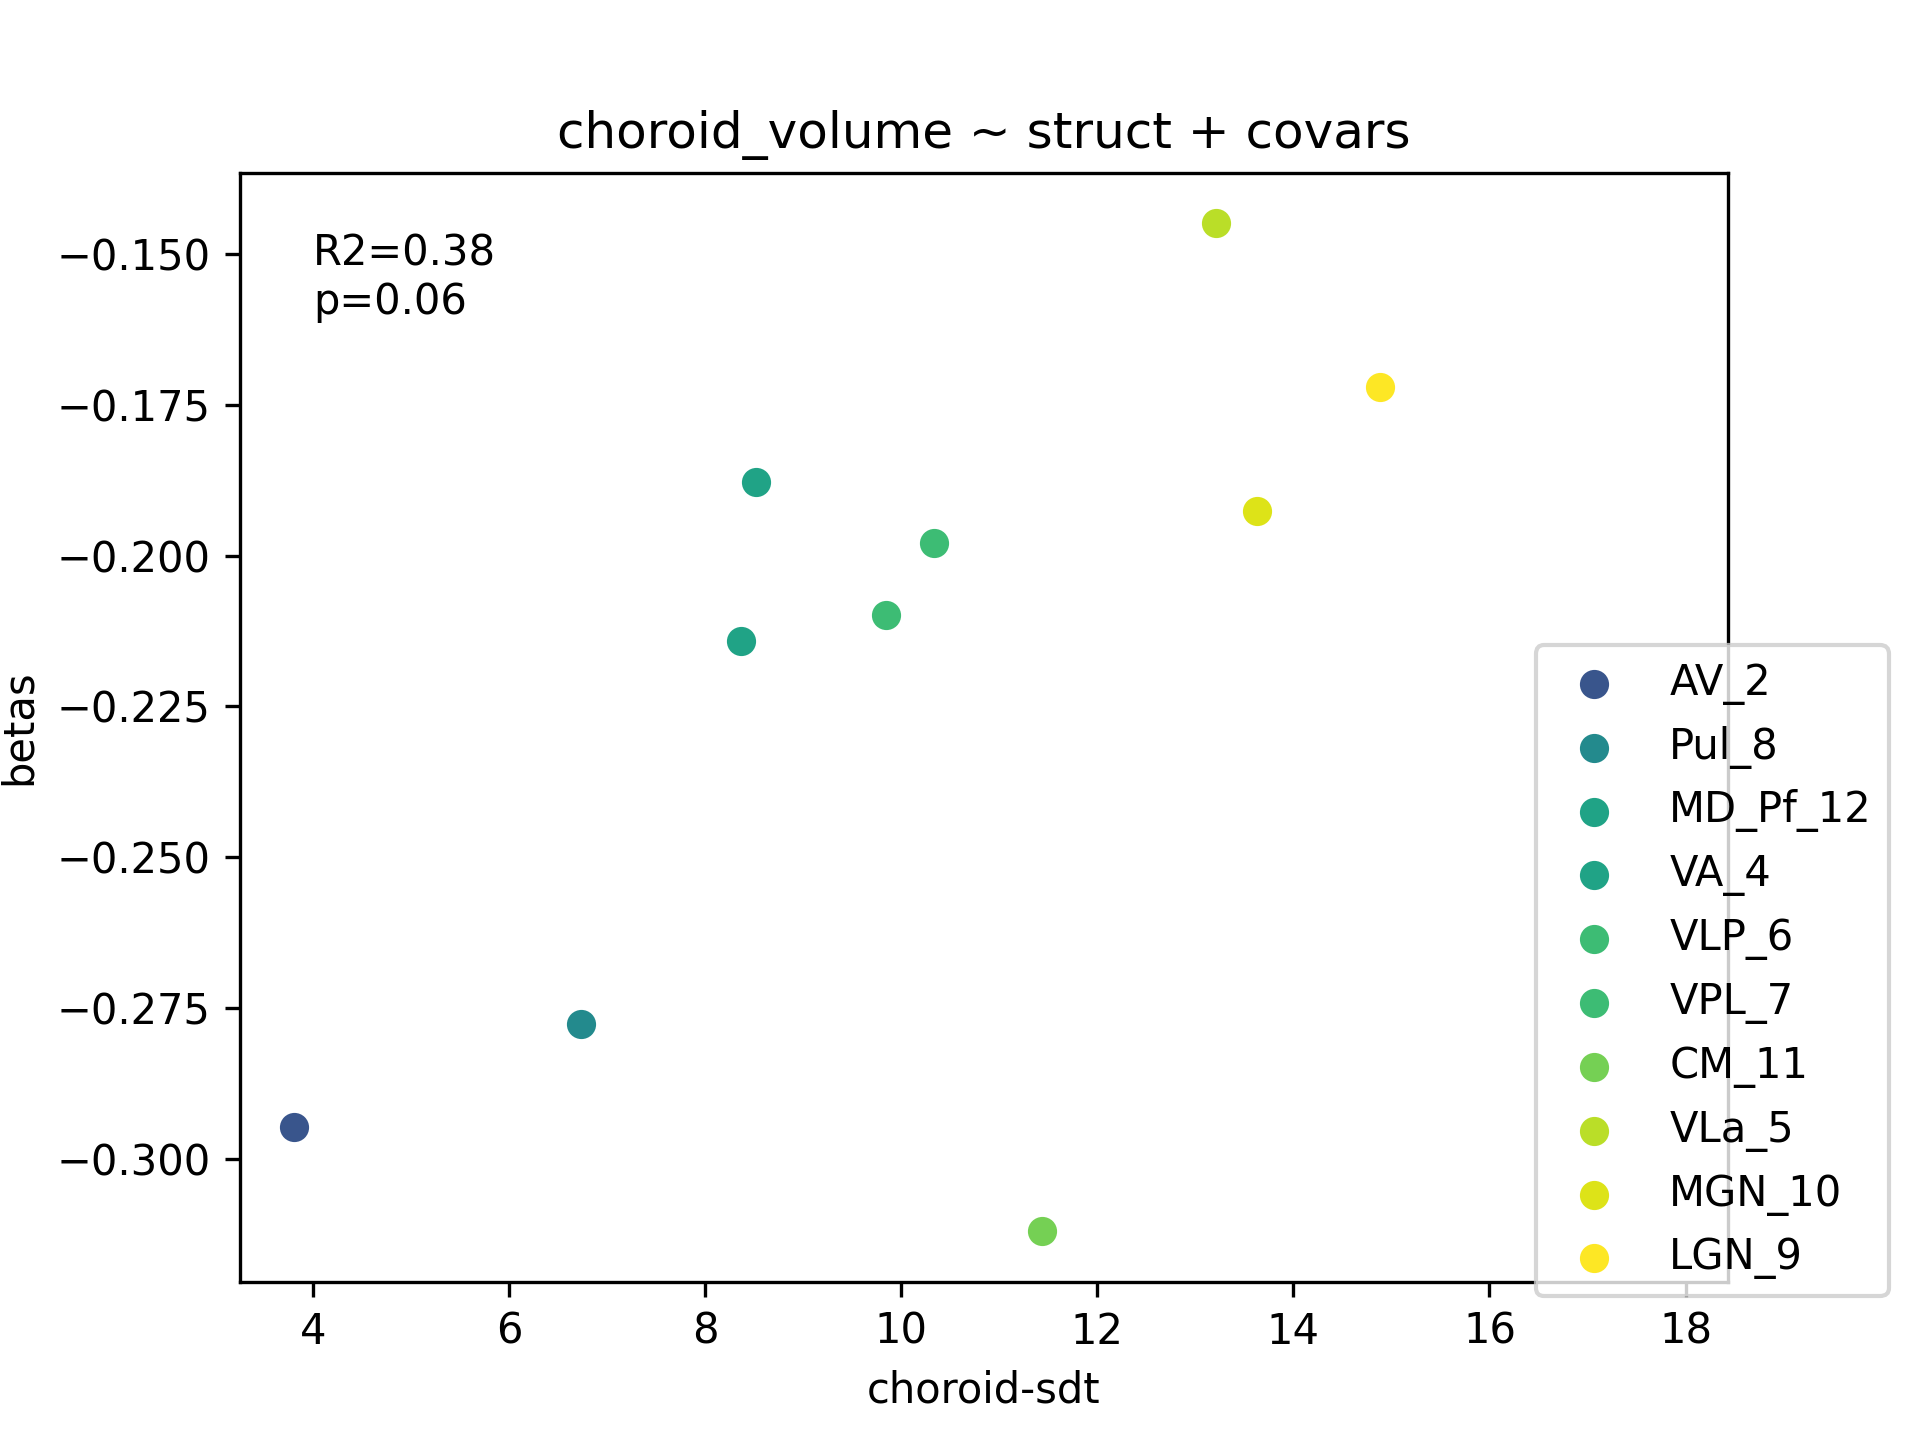 choroid_volume ~ struct + covars
R2=0.38
p=0.06
−0.150
−0.175
−0.200
−0.225
−0.250
−0.275
−0.300
betas
AV_2
Pul_8
MD_Pf_12
VA_4
VLP_6
VPL_7
CM_11
VLa_5
MGN_10
LGN_9
4 6 8 10 12 14 16 18
choroid-sdt